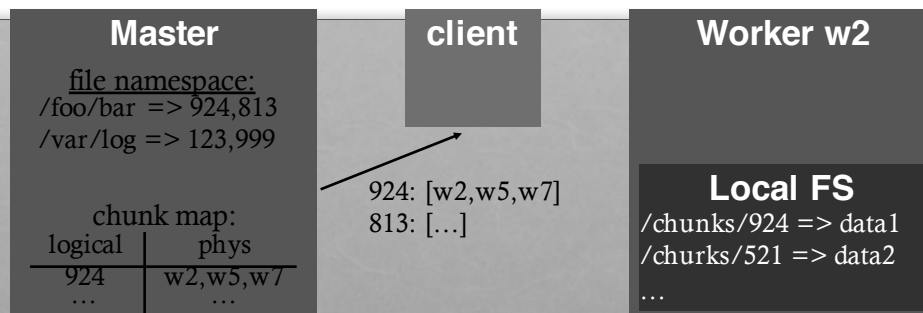 Master
file namespace:
/foo/bar => 924,813
/var/log => 123,999
chunk map:
logical phys
924 w2,w5,w7
… …
client
924: [w2,w5,w7]
813: […]
Worker w2
Local FS
/chunks/924 => data1
/churks/521 => data2
…